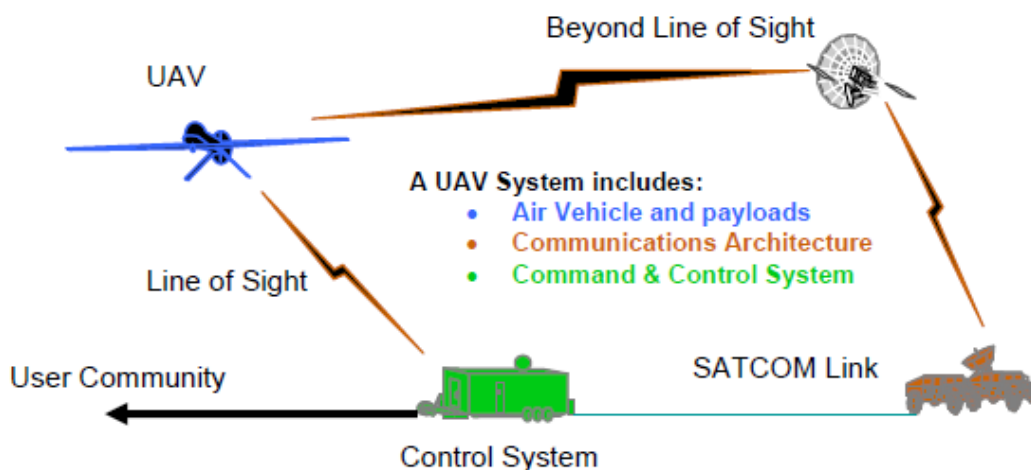 Beyond Line of Sight
UAV
A UAV System includes:
• Air Vehicle and payloads
• Communications Architecture
• Command & Control System
Line of Sight
User Community
SATCOM Link
Control System